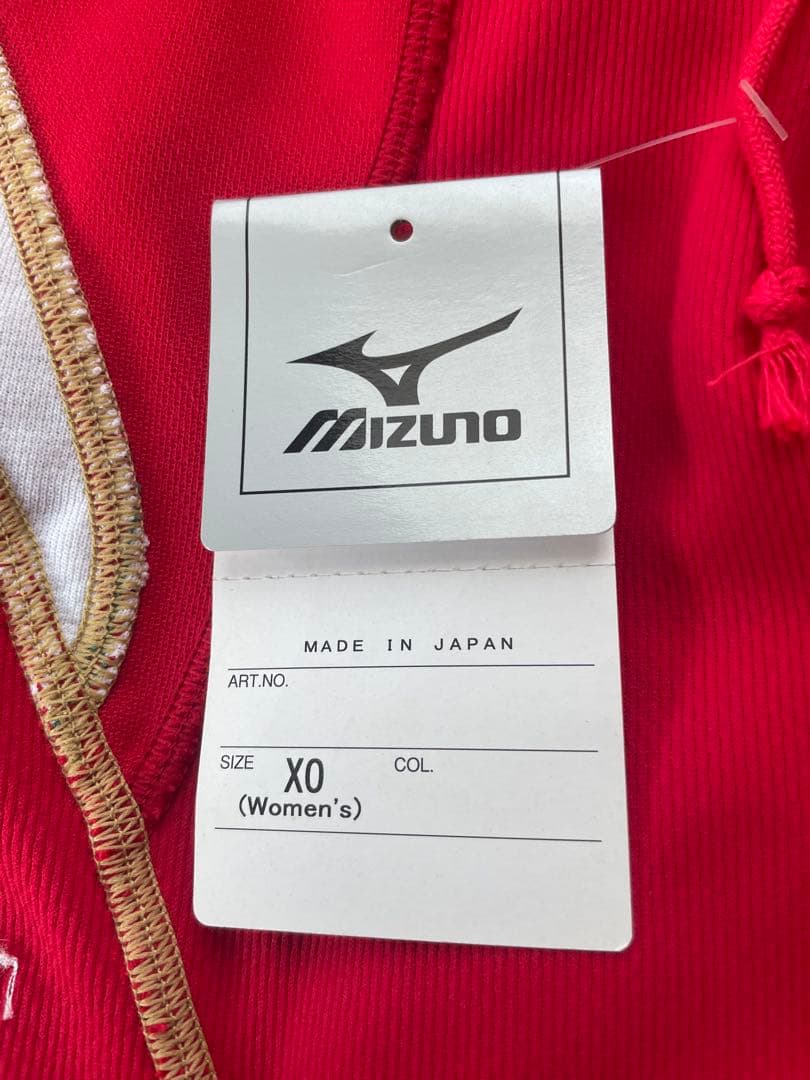 MIZUNO
MADE IN JAPAN
ART.NO.
SIZE XO COL.
(Women's)